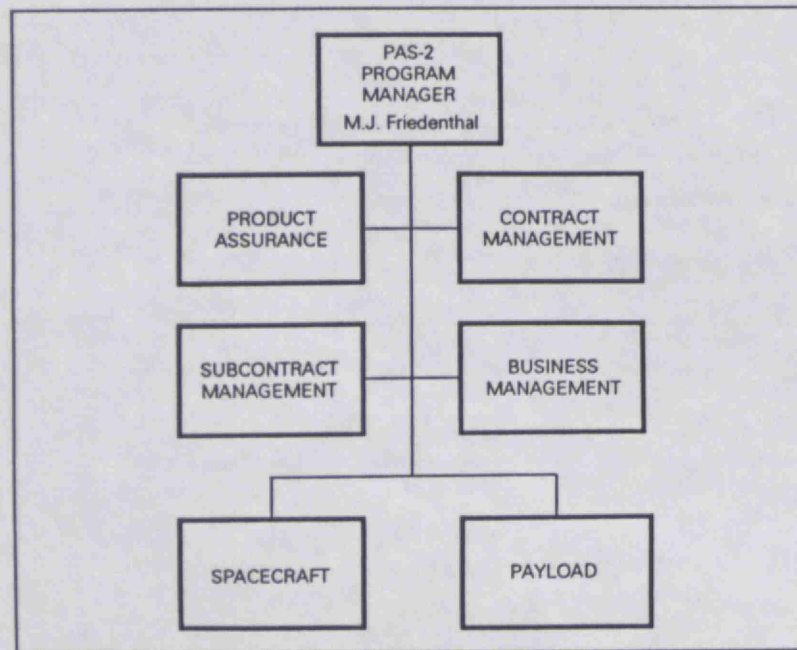 PAS-2
PROGRAM
MANAGER
M.J. Friedenthal
PRODUCT
ASSURANCE
CONTRACT
MANAGEMENT
SUBCONTRACT
MANAGEMENT
BUSINESS
MANAGEMENT
SPACECRAFT
PAYLOAD